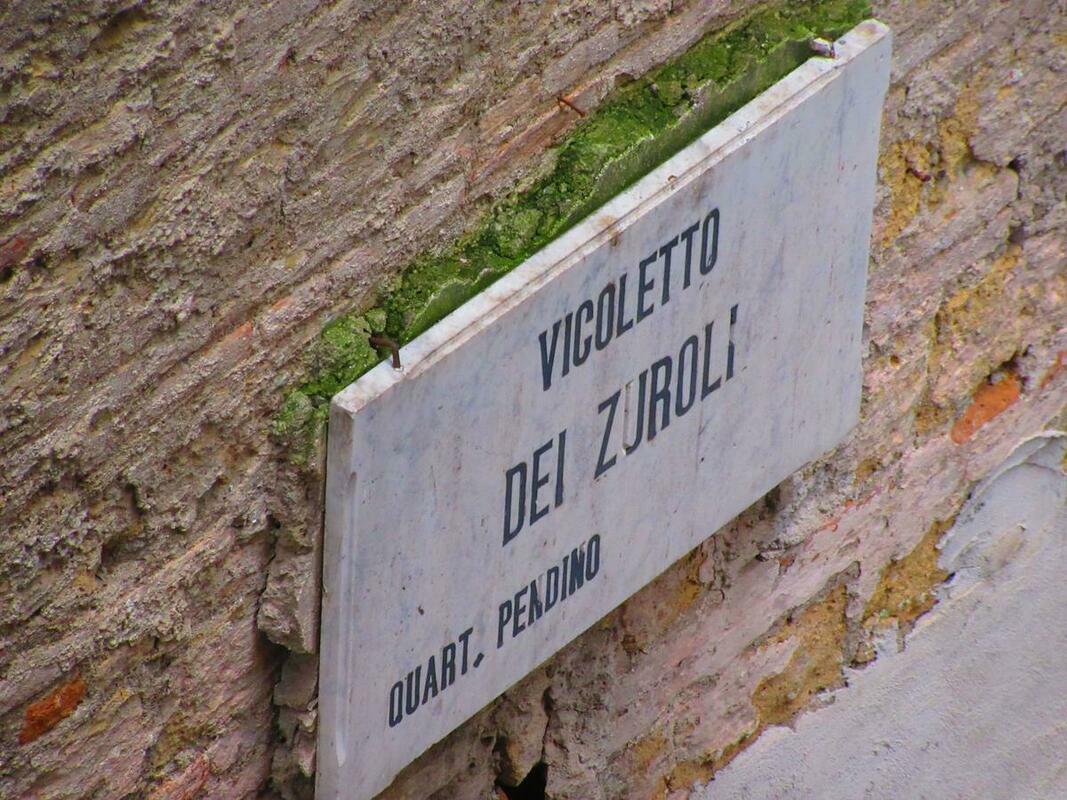 VICOLETTO
DEI ZUROLI
QUART. PENDINO